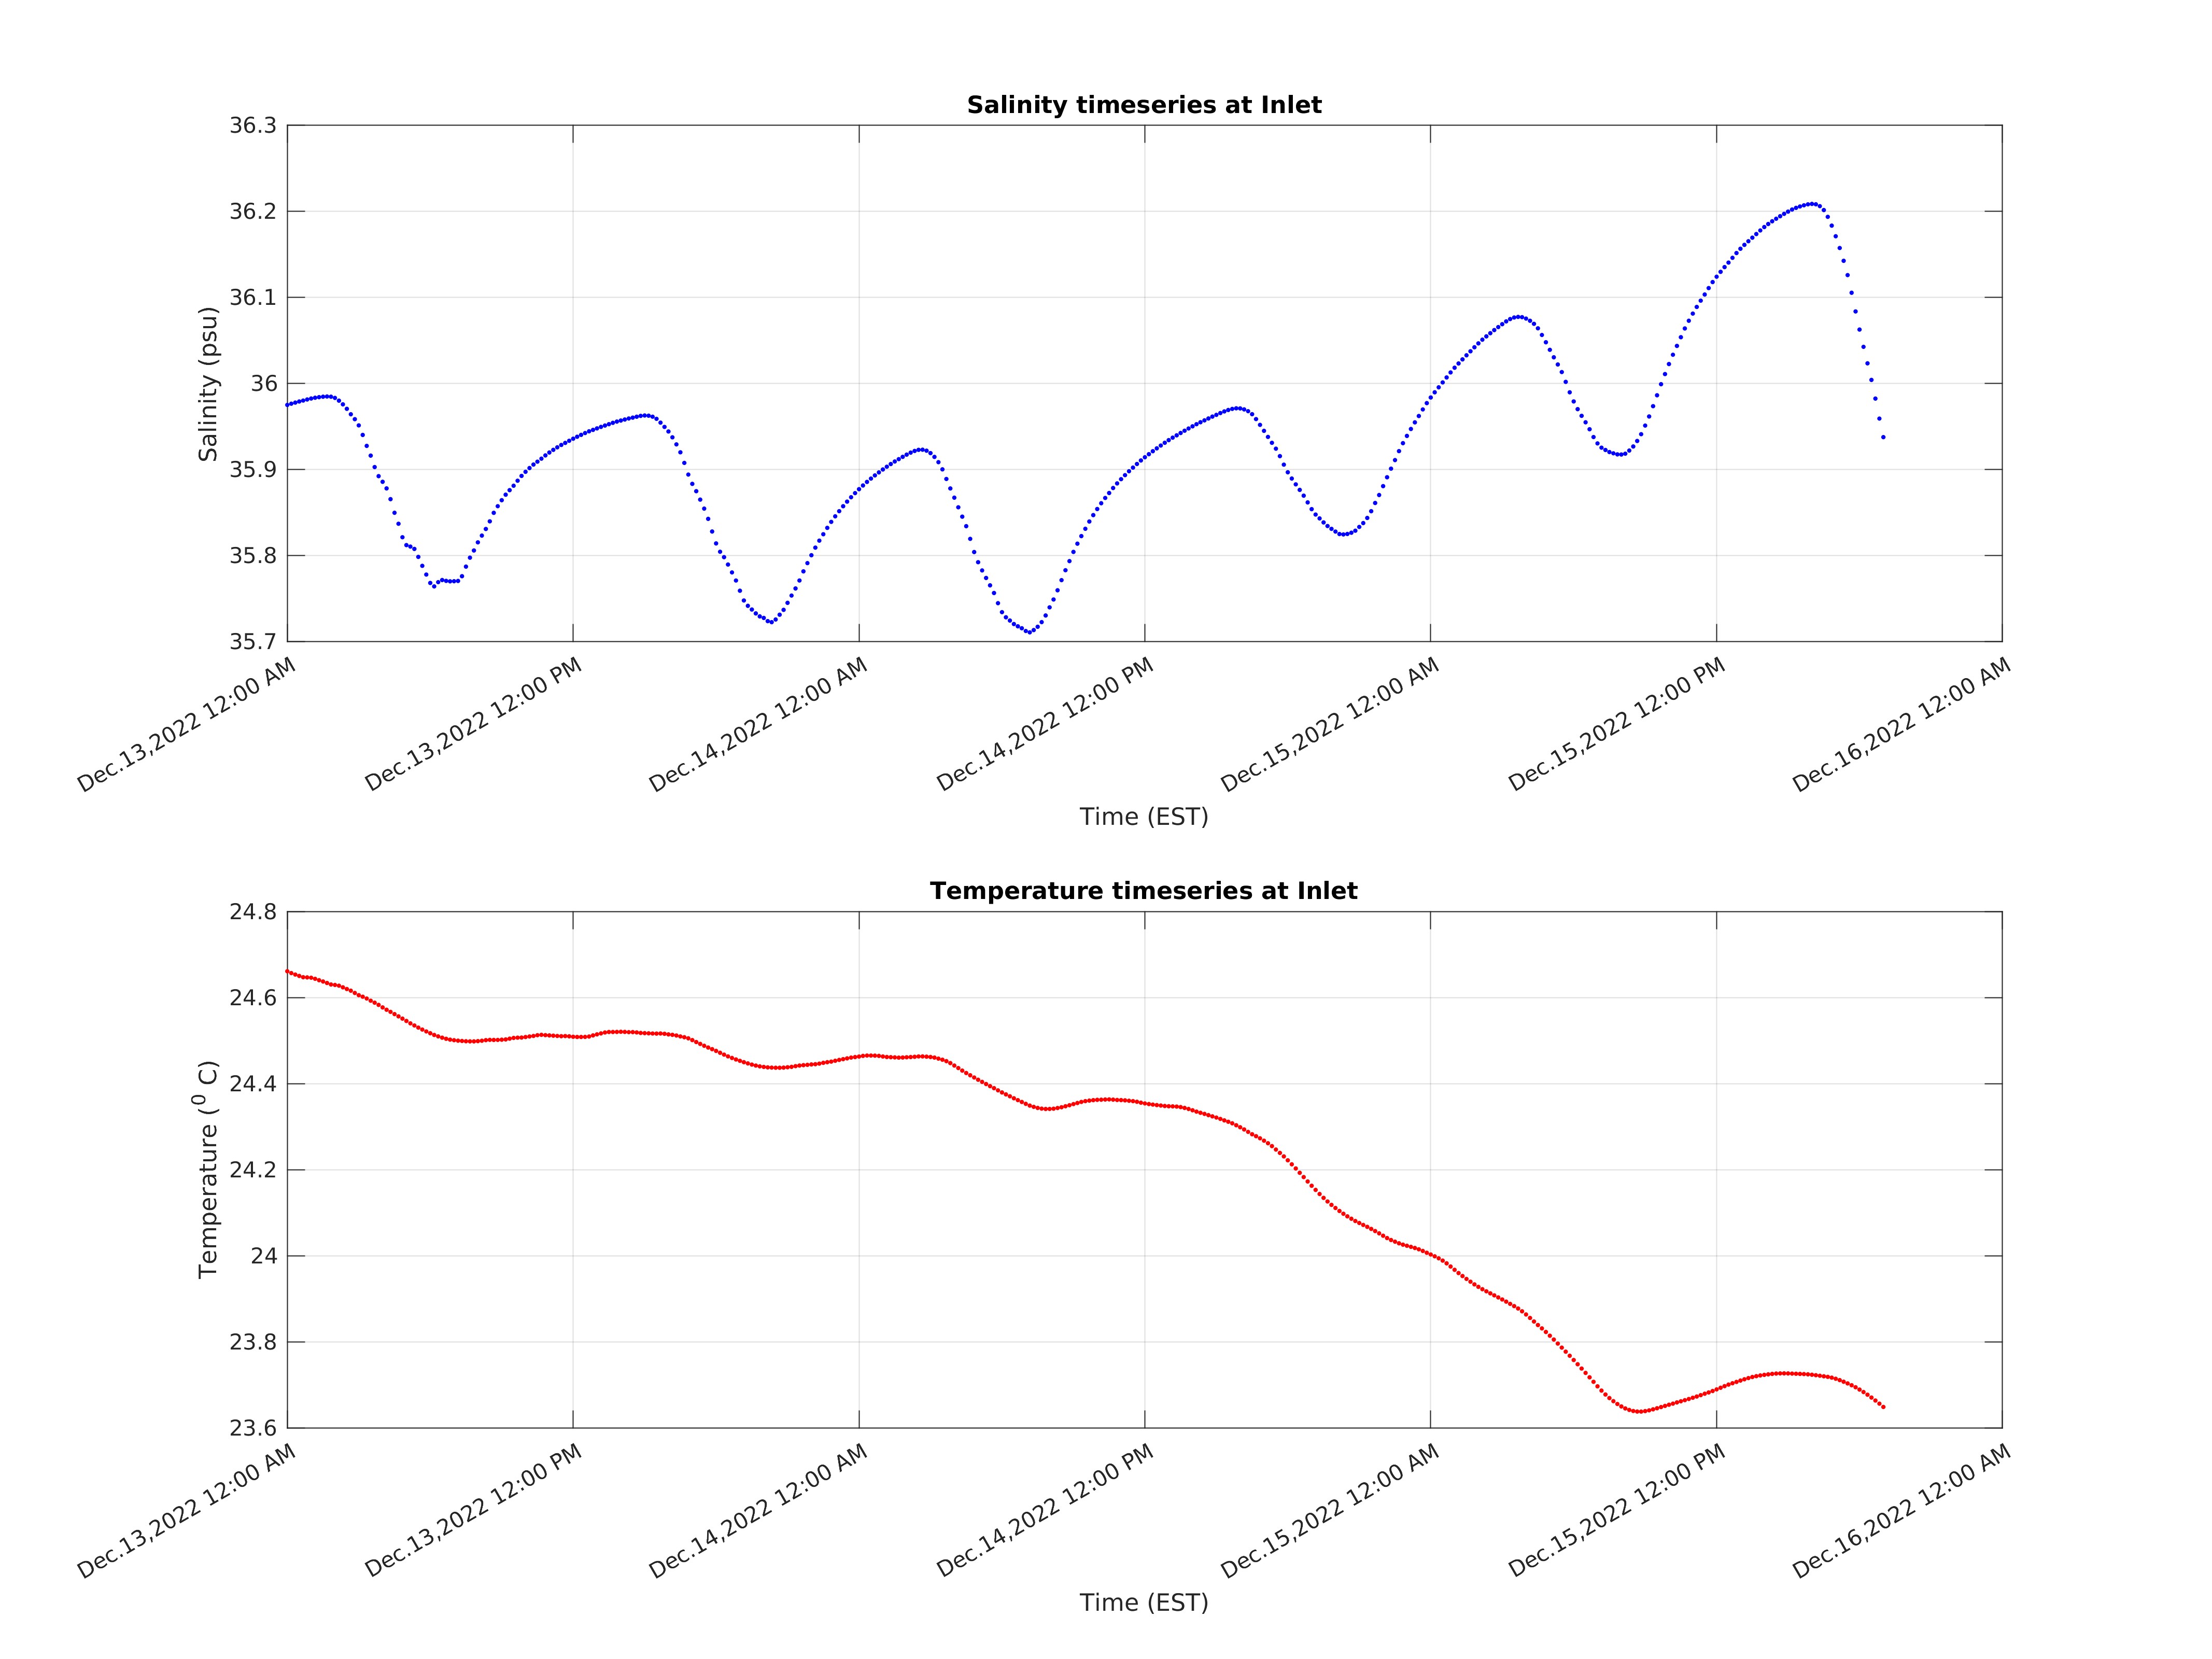 Salinity timeseries at Inlet
36.3
36.2
36.1
36
35.9
35.8
35.7
Salinity (psu)
Dec.13,2022 12:00 AM
Dec.13,2022 12:00 PM
Dec.14,2022 12:00 AM
Dec.14,2022 12:00 PM
Dec.15,2022 12:00 AM
Dec.15,2022 12:00 PM
Dec.16,2022 12:00 AM
Time (EST)
Temperature timeseries at Inlet
24.8
24.6
24.4
24.2
24
23.8
23.6
Temperature (⁰ C)
Dec.13,2022 12:00 AM
Dec.13,2022 12:00 PM
Dec.14,2022 12:00 AM
Dec.14,2022 12:00 PM
Dec.15,2022 12:00 AM
Dec.15,2022 12:00 PM
Dec.16,2022 12:00 AM
Time (EST)